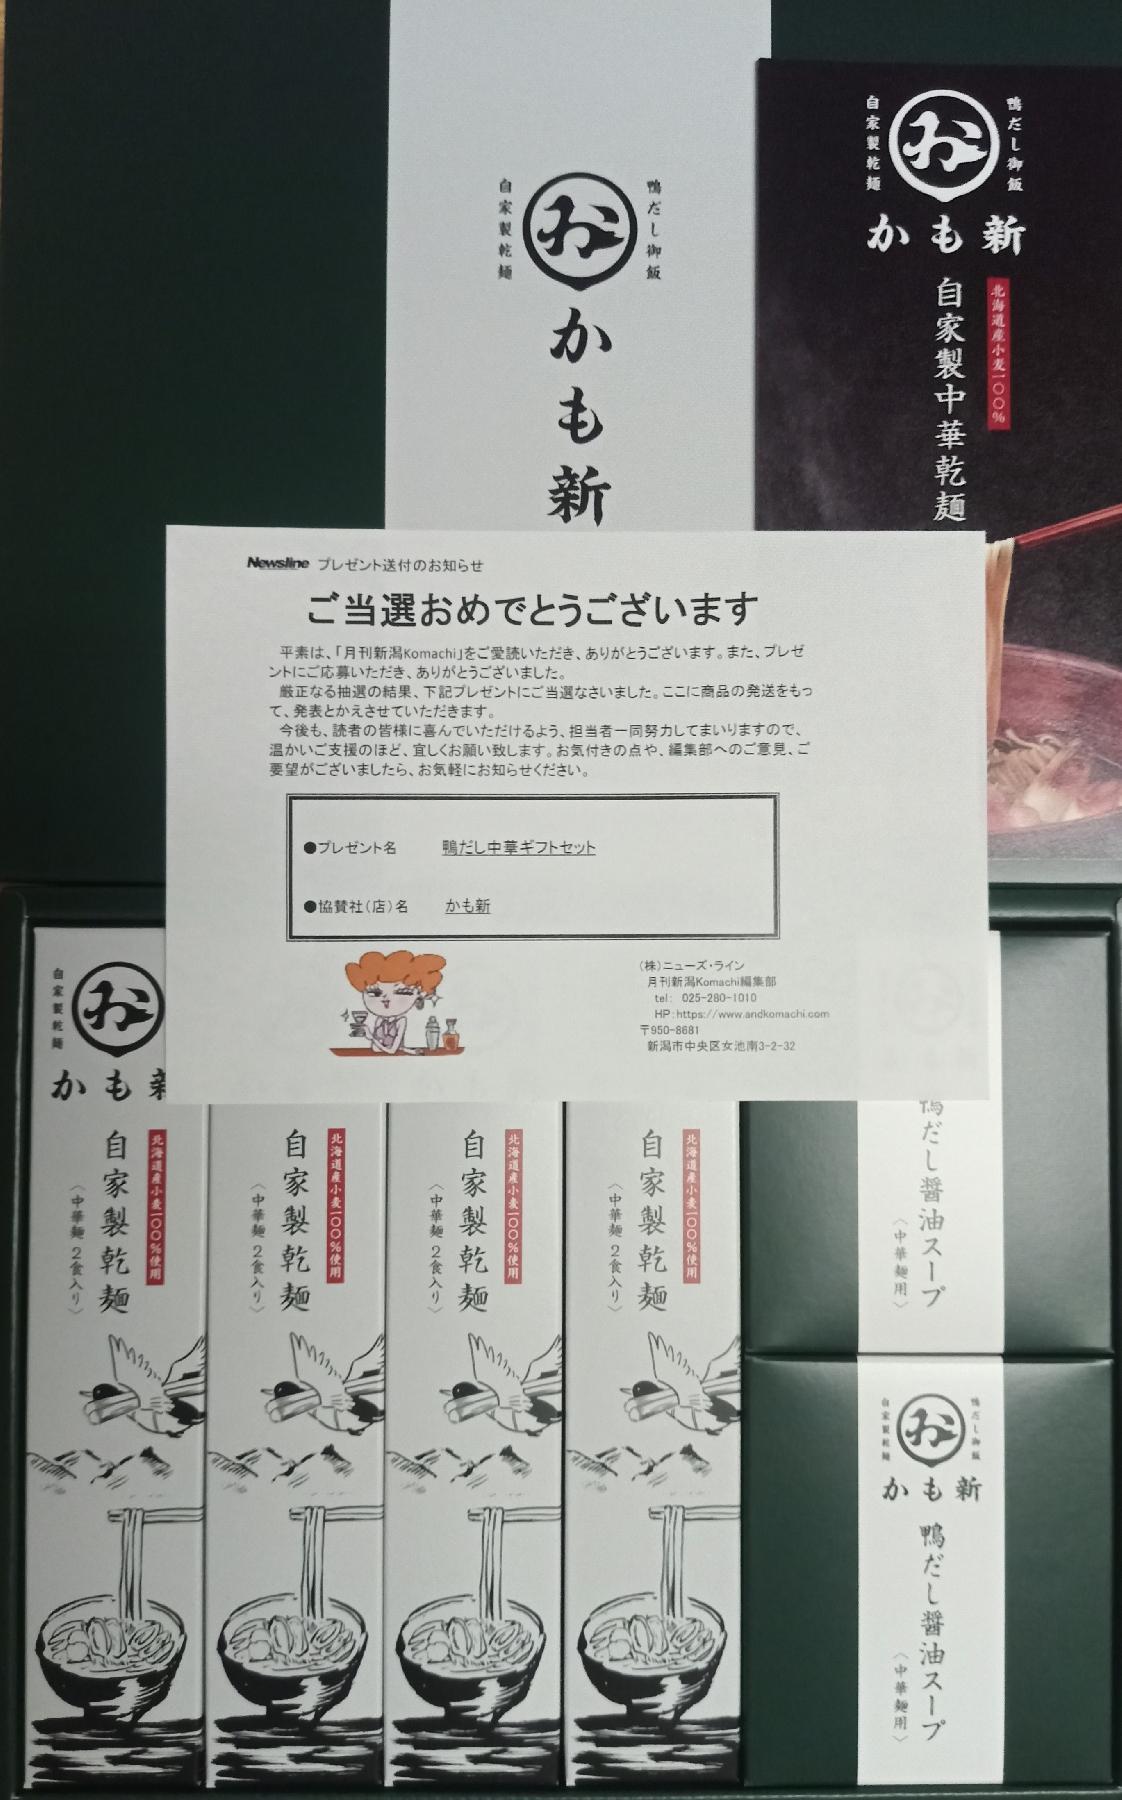 自家製乾麺
お
鴨だし御飯
かも新
自家製乾麺
お
鴨だし御飯
かも新
北海道産小麦一〇〇%
自家製中華乾麺
Newsline プレゼント送付のお知らせ
ご当選おめでとうございます
平素は、「月刊新潟Komachi」をご愛読いただき、ありがとうございます。また、プレゼ
ントにご応募いただき、ありがとうございました。
厳正なる抽選の結果、下記プレゼントにご当選なさいました。ここに商品の発送をもっ
て、発表とかえさせていただきます。
今後も、読者の皆様に喜んでいただけるよう、担当者一同努力してまいりますので、
温かいご支援のほど、宜しくお願い致します。お気付きの点や、編集部へのご意見、ご
要望がございましたら、お気軽にお知らせください。
●プレゼント名 鴨だし中華ギフトセット
●協賛社(店)名 かも新
(株)ニューズ・ライン
月刊新潟Komachi編集部
tel: 025-280-1010
HP:https://www.andkomachi.com
〒950-8681
新潟市中央区女池南3-2-32
自家製乾麺
お
かも新
北海道産小麦一〇〇%使用
自家製乾麺
〈中華麺2食入り〉
北海道産小麦一〇〇%使用
自家製乾麺
〈中華麺2食入り〉
北海道産小麦一〇〇%使用
自家製乾麺
〈中華麺2食入り〉
北海道産小麦一〇〇%使用
自家製乾麺
〈中華麺2食入り〉
鴨だし醤油スープ
〈中華麺用〉
自家製乾麺
お
鴨だし御飯
かも新
鴨だし醤油スープ
〈中華麺用〉